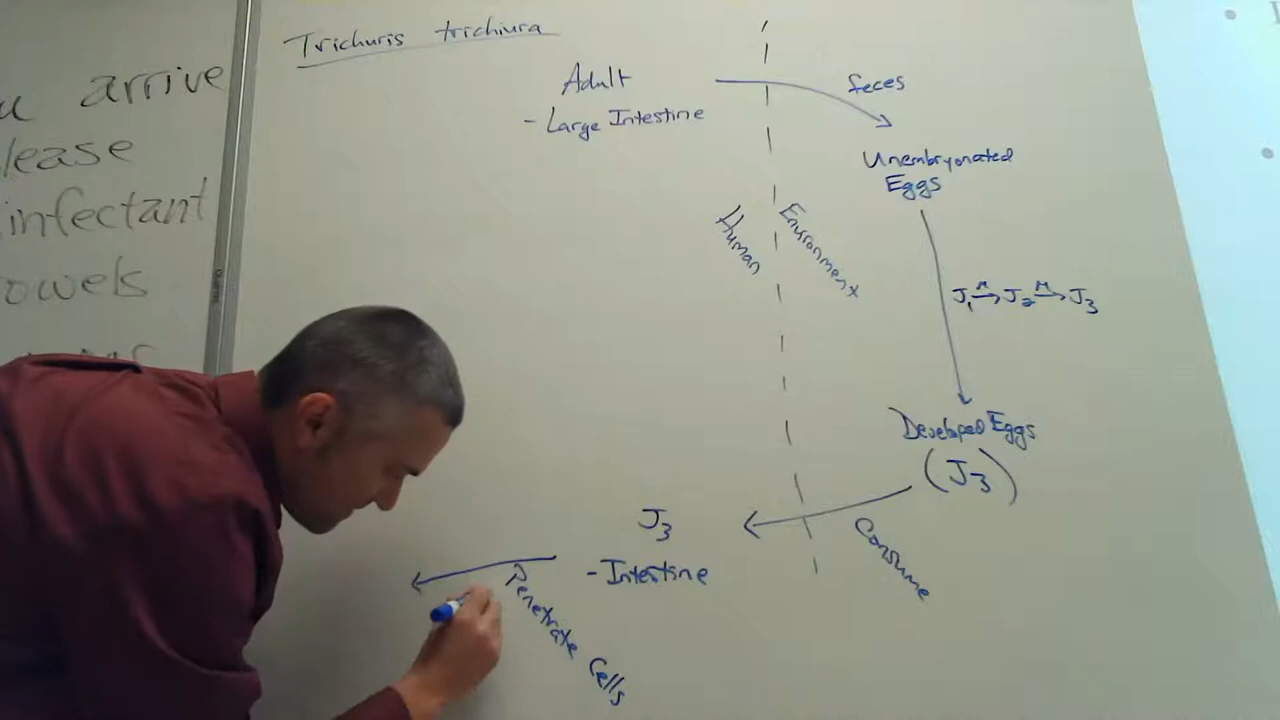 arrive
lease
infectant
owels
Trichuris trichiura
Adult
- Large Intestine
feces
Unembryonated
Eggs
Human
Environment
J₁ M→ J₂ M→ J₃
Developed Eggs
(J₃)
Consume
J₃
- Intestine
Penetrate Cells